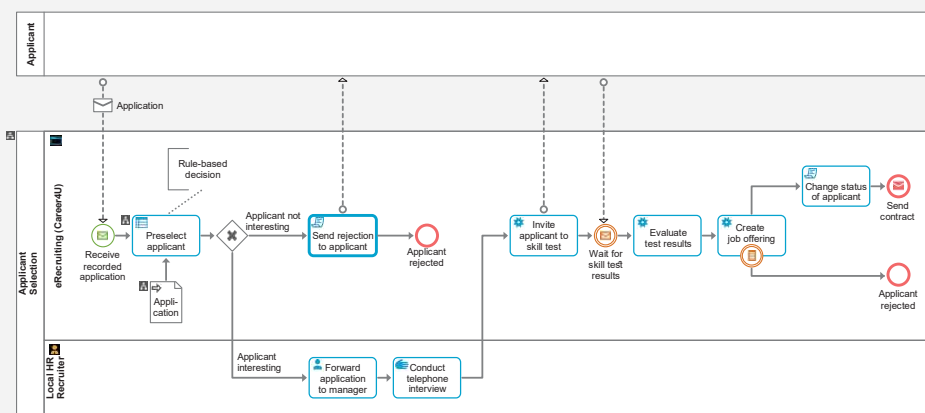 Applicant
Application
Applicant
Selection
eRecruiting (Career4U)
Rule-based
decision
Preselect
applicant
Receive
recorded
application
Appli-
cation
Applicant not
interesting
Send rejection
to applicant
Applicant
rejected
Invite
applicant to
skill test
Wait for
skill test
results
Evaluate
test results
Create
job offering
Change status
of applicant
Send
contract
Applicant
rejected
Local HR
Recruiter
Applicant
interesting
Forward
application
to manager
Conduct
telephone
interview